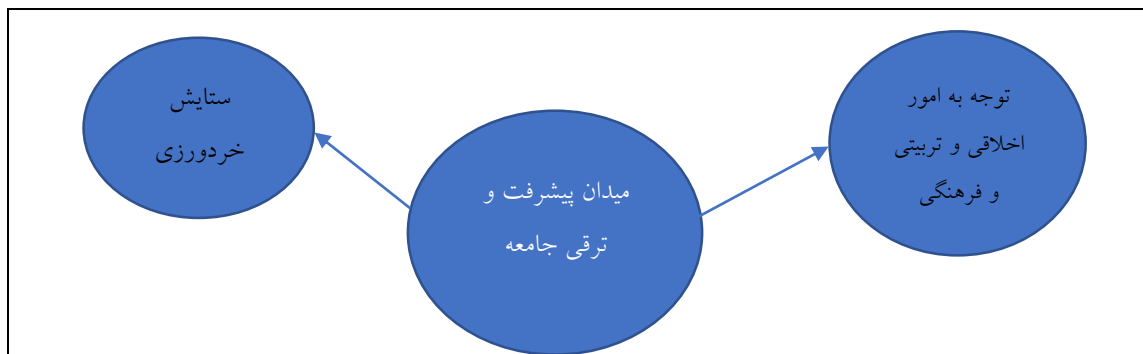 توجه به امور
اخلاقی و تربیتی
و فرهنگی
میدان پیشرفت و
ترقی جامعه
ستایش
خردورزی